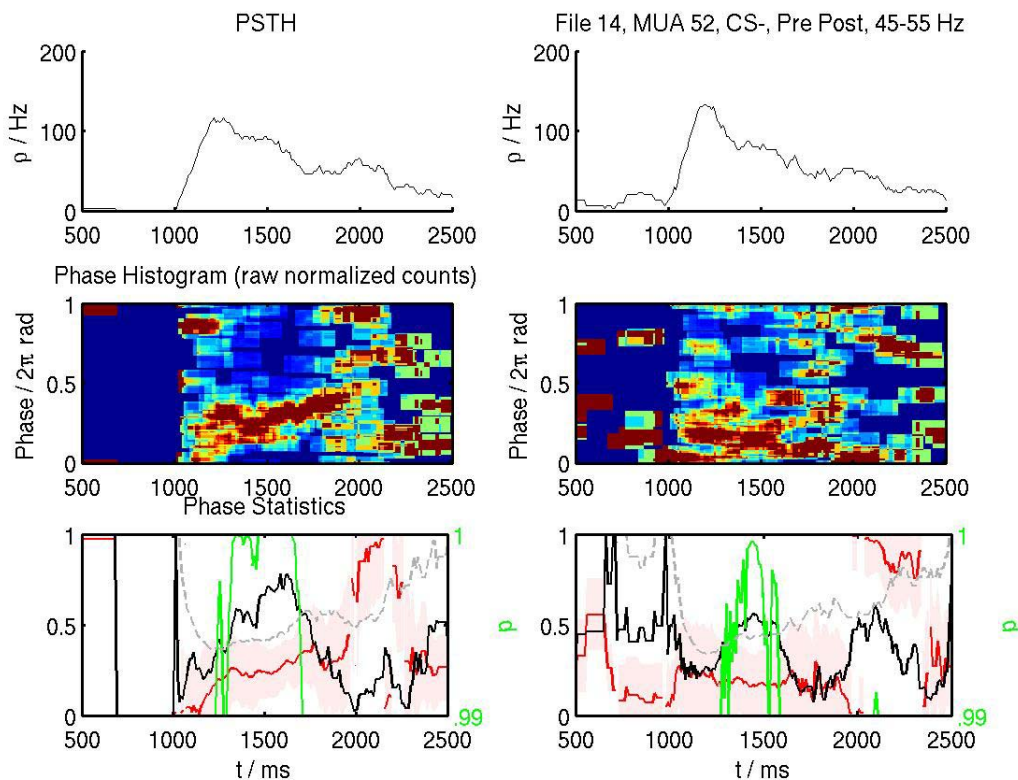 PSTH
File 14, MUA 52, CS-, Pre Post, 45-55 Hz
200
100
0
ρ / Hz
500 1000 1500 2000 2500
200
100
0
ρ / Hz
500 1000 1500 2000 2500
Phase Histogram (raw normalized counts)
1
0.5
0
Phase / 2π rad
500 1000 1500 2000 2500
1
0.5
0
Phase / 2π rad
500 1000 1500 2000 2500
Phase Statistics
1
0.5
0
1
.99
p
500 1000 1500 2000 2500
t / ms
1
0.5
0
1
.99
p
500 1000 1500 2000 2500
t / ms